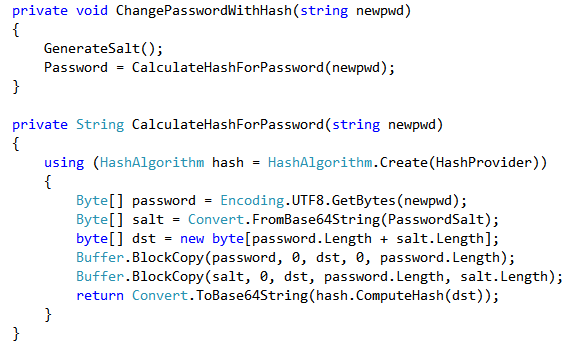 private void ChangePasswordWithHash(string newpwd)
{
    GenerateSalt();
    Password = CalculateHashForPassword(newpwd);
}

private String CalculateHashForPassword(string newpwd)
{
    using (HashAlgorithm hash = HashAlgorithm.Create(HashProvider))
    {
        Byte[] password = Encoding.UTF8.GetBytes(newpwd);
        Byte[] salt = Convert.FromBase64String(PasswordSalt);
        byte[] dst = new byte[password.Length + salt.Length];
        Buffer.BlockCopy(password, 0, dst, 0, password.Length);
        Buffer.BlockCopy(salt, 0, dst, password.Length, salt.Length);
        return Convert.ToBase64String(hash.ComputeHash(dst));
    }
}